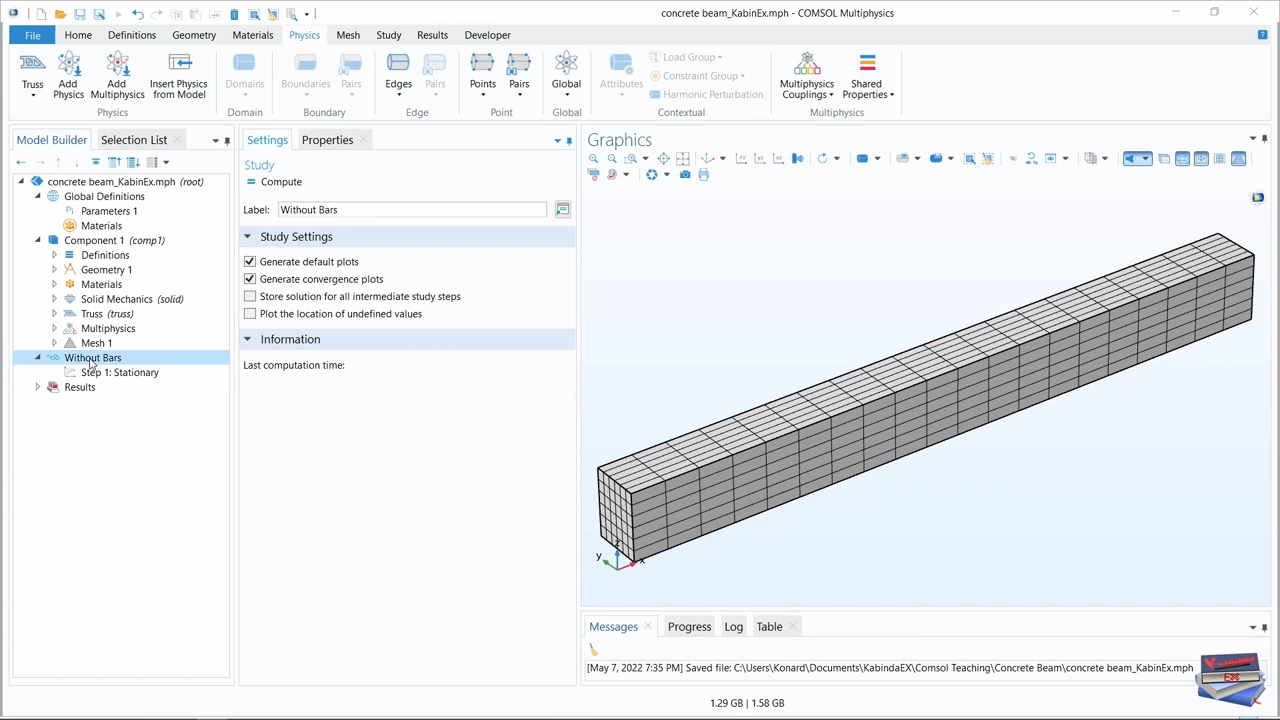 concrete beam_KabinEx.mph - COMSOL Multiphysics
File Home Definitions Geometry Materials Physics Mesh Study Results Developer
Truss
Add Physics
Add Multiphysics
Insert Physics from Model
Physics
Domains
Domain
Boundaries
Pairs
Boundary
Edges
Pairs
Edge
Points
Pairs
Point
Global
Global
Attributes
Load Group
Constraint Group
Harmonic Perturbation
Contextual
Multiphysics Couplings
Shared Properties
Multiphysics
Model Builder Selection List
concrete beam_KabinEx.mph (root)
Global Definitions
Parameters 1
Materials
Component 1 (comp1)
Definitions
Geometry 1
Materials
Solid Mechanics (solid)
Truss (truss)
Multiphysics
Mesh 1
Without Bars
Step 1: Stationary
Results
Settings Properties
Study
Compute
Label: Without Bars
Study Settings
Generate default plots
Generate convergence plots
Store solution for all intermediate study steps
Plot the location of undefined values
Information
Last computation time:
Graphics
y z x
Messages Progress Log Table
[May 7, 2022 7:35 PM] Saved file: C:\Users\Konard\Documents\KabindaEX\Comsol Teaching\Concrete Beam\concrete beam_KabinEx.mph
1.29 GB | 1.58 GB